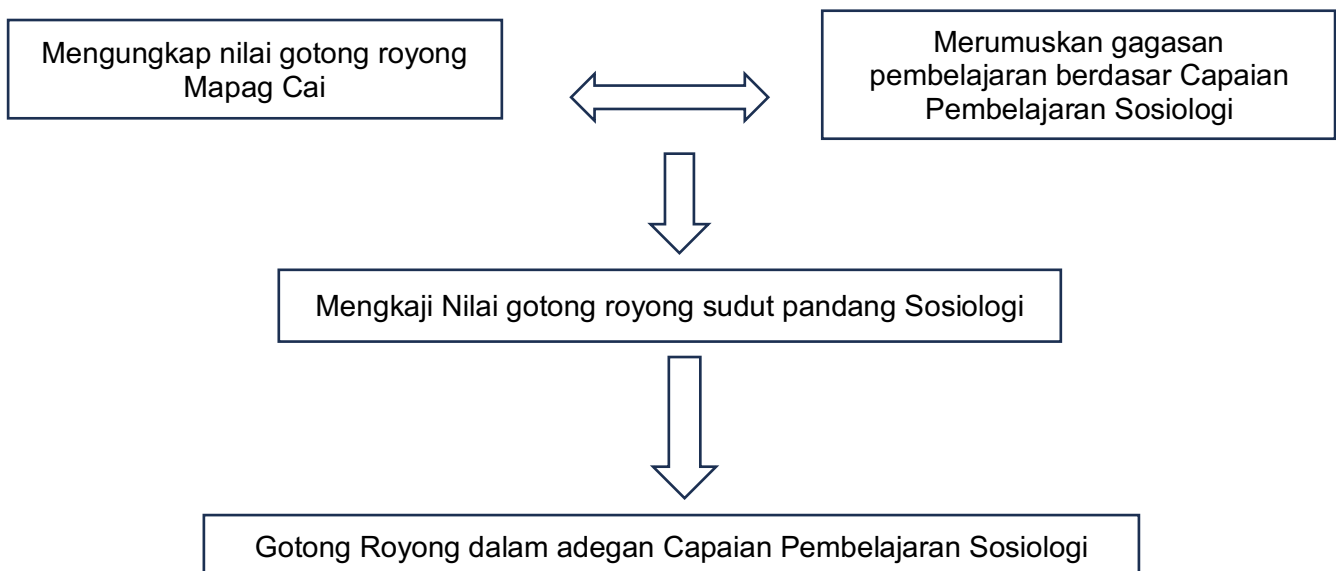 Mengungkap nilai gotong royong
Mapag Cai
Merumuskan gagasan
pembelajaran berdasar Capaian
Pembelajaran Sosiologi
Mengkaji Nilai gotong royong sudut pandang Sosiologi
Gotong Royong dalam adegan Capaian Pembelajaran Sosiologi